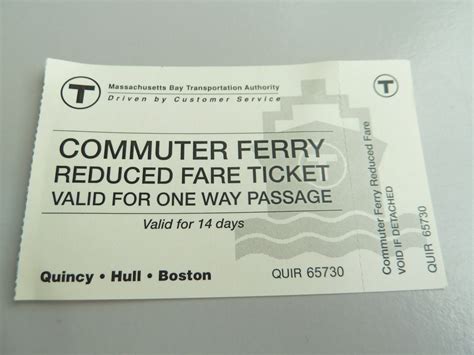 T
Massachusetts Bay Transportation Authority
Driven by Customer Service
COMMUTER FERRY
REDUCED FARE TICKET
VALID FOR ONE WAY PASSAGE
Valid for 14 days
Quincy • Hull • Boston
QUIR 65730
T
Commuter Ferry Reduced Fare
VOID IF DETACHED
QUIR 65730